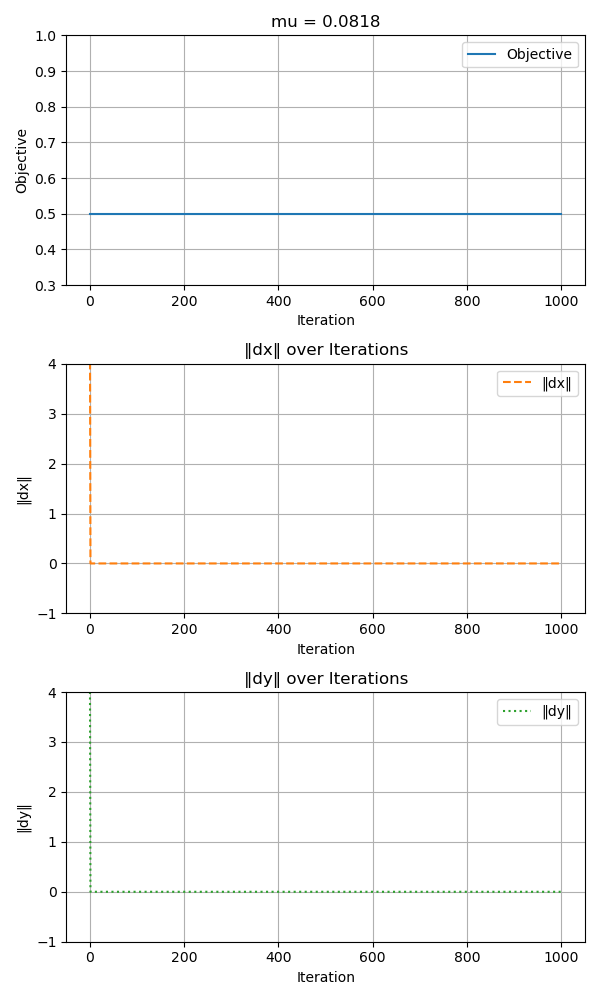 mu = 0.0818
1.0
0.9
0.8
0.7
0.6
0.5
0.4
0.3
Objective
Objective
0 200 400 600 800 1000
Iteration
‖dx‖ over Iterations
4
3
2
1
0
−1
‖dx‖
‖dx‖
0 200 400 600 800 1000
Iteration
‖dy‖ over Iterations
4
3
2
1
0
−1
‖dy‖
‖dy‖
0 200 400 600 800 1000
Iteration